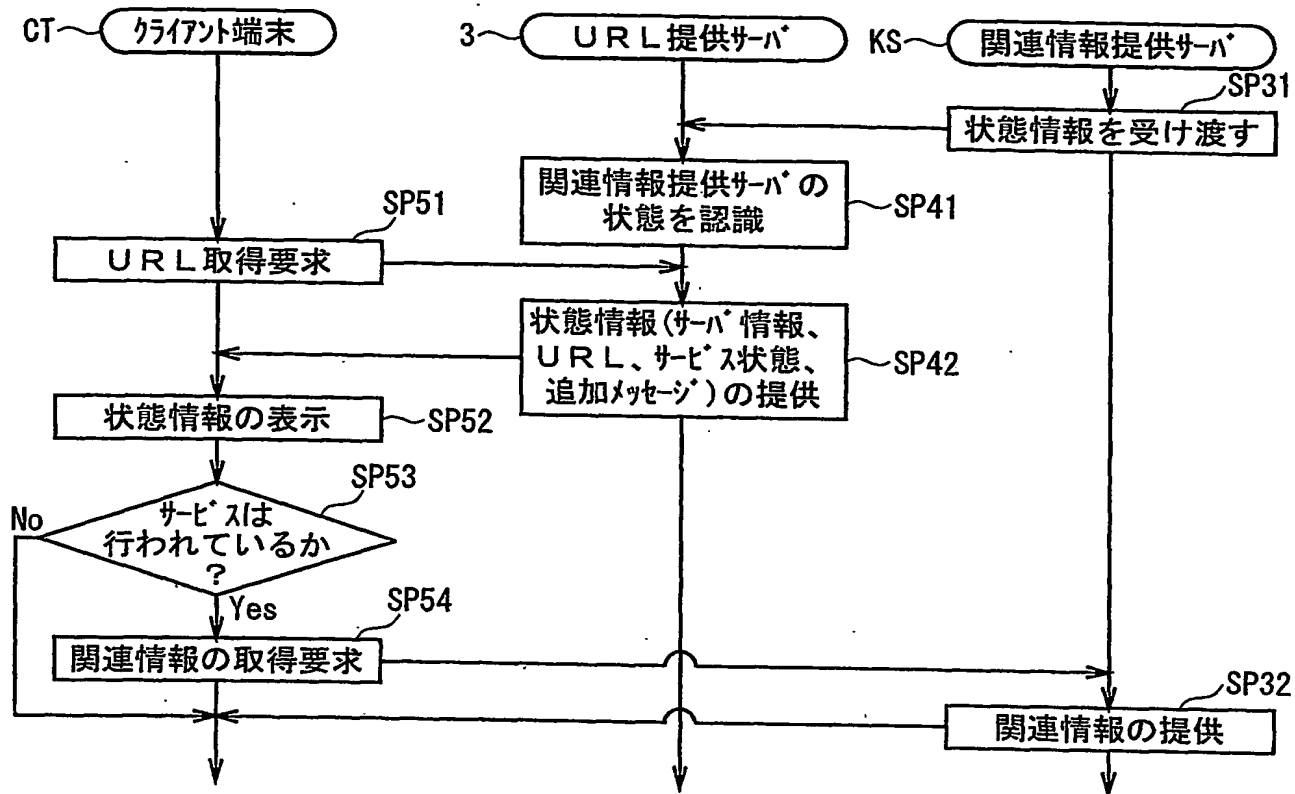 CT
クライアント端末
3
URL提供サーバ
KS
関連情報提供サーバ
SP31
状態情報を受け渡す
関連情報提供サーバの
状態を認識
SP41
SP51
URL取得要求
状態情報(サーバ情報、
URL、サービス状態、
追加メッセージ)の提供
SP42
状態情報の表示
SP52
SP53
サービスは
行われているか
?
No
Yes
SP54
関連情報の取得要求
SP32
関連情報の提供